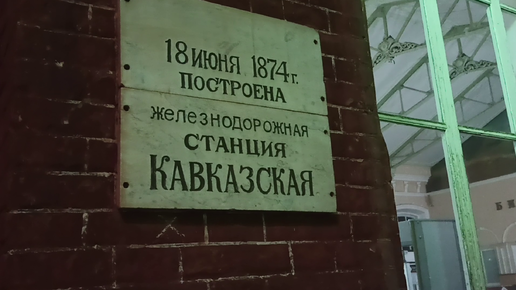 18 ИЮНЯ 1874 г.
ПОСТРОЕНА
ЖЕЛЕЗНОДОРОЖНАЯ
СТАНЦИЯ
КАВКАЗСКАЯ